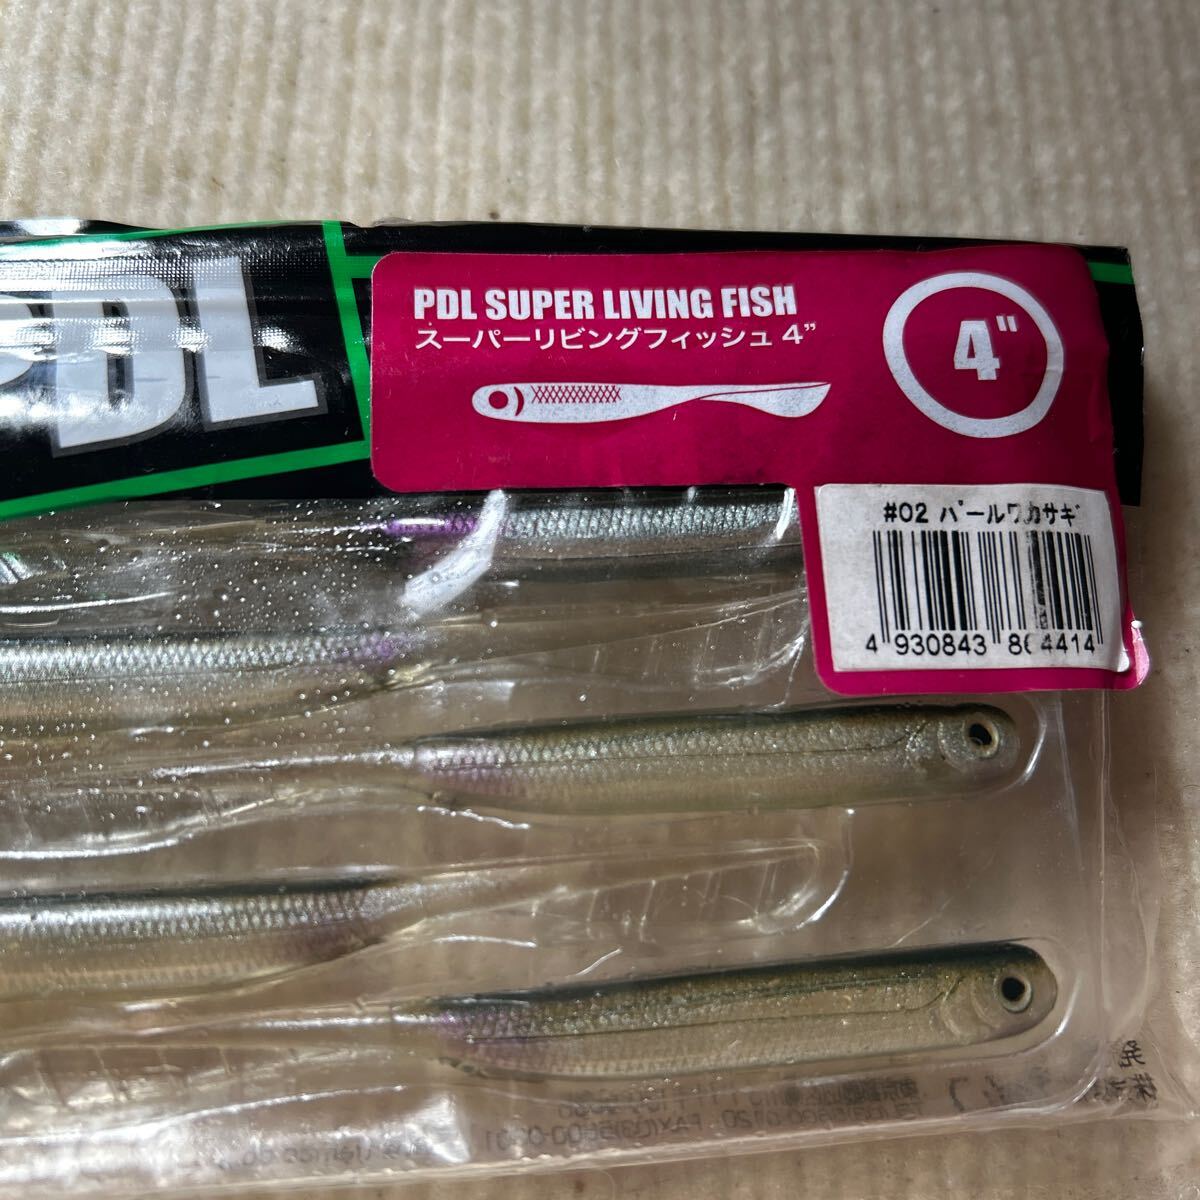 PDL
PDL SUPER LIVING FISH
スーパーリビングフィッシュ 4"
4"
#02 パールワカサギ
4 930843 864414